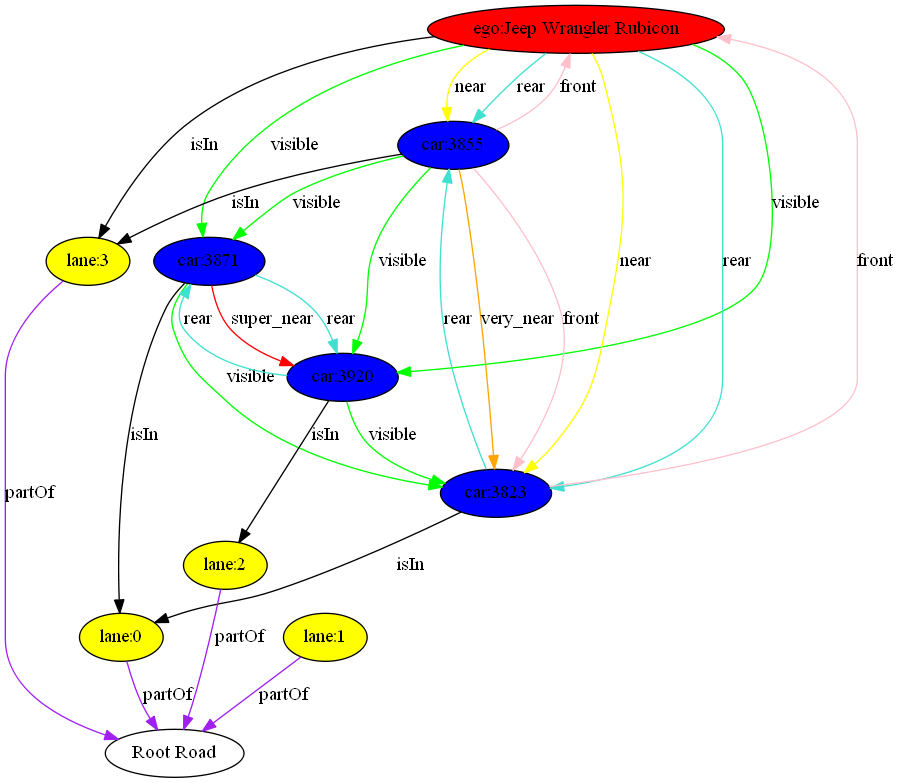 ego:Jeep Wrangler Rubicon
near
rear
front
isIn
visible
car:3855
isIn
visible
visible
lane:3
car:3871
visible
near
rear
front
rear
super_near
rear
rear
very_near
front
visible
car:3920
isIn
isIn
visible
partOf
car:3823
lane:2
isIn
lane:0
partOf
lane:1
partOf
partOf
Root Road